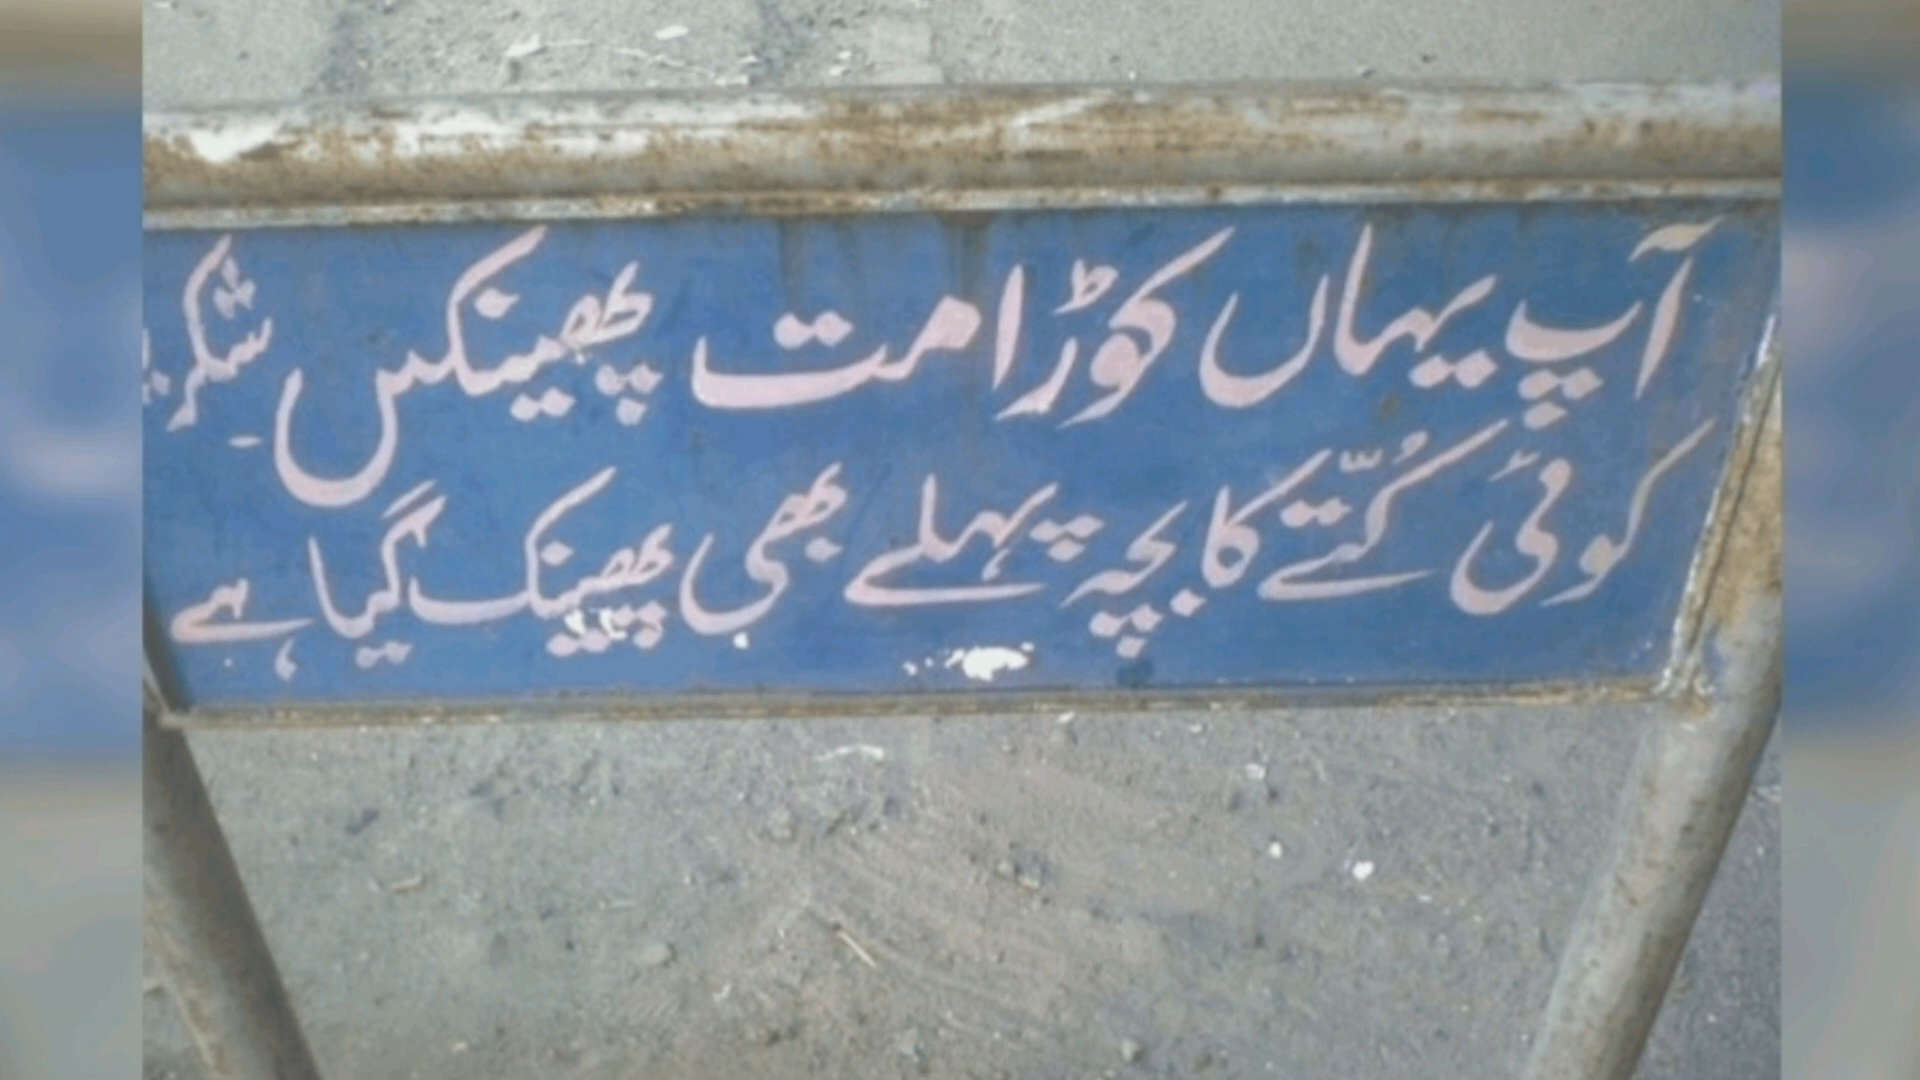 آپ یہاں کوڑا مت پھینکیں شکریہ
کوئی کُتّے کا بچہ پہلے بھی پھینک گیا ہے